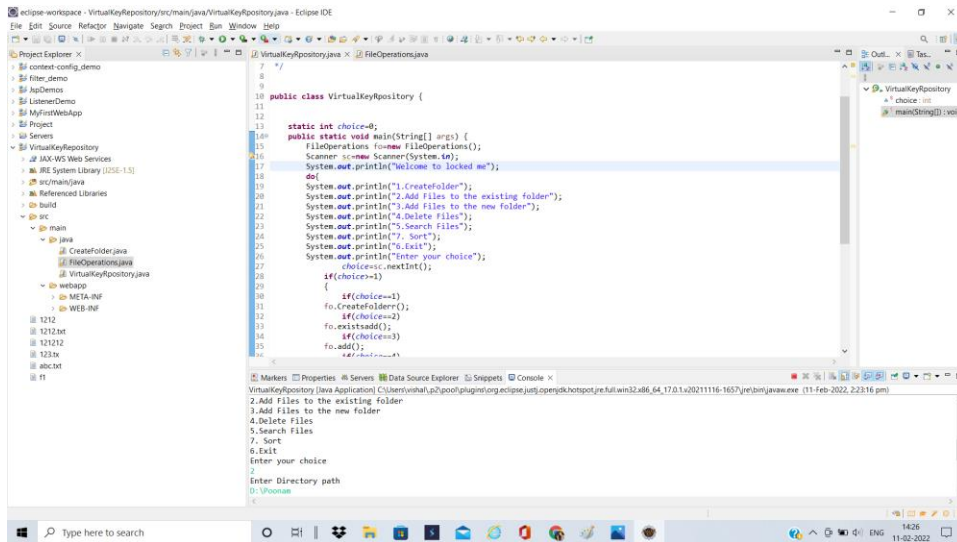 eclipse-workspace - VirtualKeyRepository/src/main/java/VirtualKeyRpository.java - Eclipse IDE
File Edit Source Refactor Navigate Search Project Run Window Help
Project Explorer
context-config_demo
filter_demo
JspDemos
ListenerDemo
MyFirstWebApp
Project
Servers
VirtualKeyRepository
JAX-WS Web Services
JRE System Library [J2SE-1.5]
src/main/java
Referenced Libraries
build
src
main
java
CreateFolder.java
FileOperations.java
VirtualKeyRpository.java
webapp
META-INF
WEB-INF
1212
1212.txt
121212
123.tx
abc.txt
f1
VirtualKeyRpository.java FileOperations.java
7 */
8
9
10 public class VirtualKeyRpository {
11
12
13 static int choice=0;
14 public static void main(String[] args) {
15 FileOperations fo=new FileOperations();
16 Scanner sc=new Scanner(System.in);
17 System.out.println("Welcome to locked me");
18 do{
19 System.out.println("1.CreateFolder");
20 System.out.println("2.Add Files to the existing folder");
21 System.out.println("3.Add Files to the new folder");
22 System.out.println("4.Delete Files");
23 System.out.println("5.Search Files");
24 System.out.println("7. Sort");
25 System.out.println("6.Exit");
26 System.out.println("Enter your choice");
27 choice=sc.nextInt();
28 if(choice>=1)
29 {
30 if(choice==1)
31 fo.CreateFolderr();
32 if(choice==2)
33 fo.existsadd();
34 if(choice==3)
35 fo.add();
36 if(choice==4)
Outl... Tas...
VirtualKeyRpository
choice : int
main(String[]) : voi
Markers Properties Servers Data Source Explorer Snippets Console
VirtualKeyRpository [Java Application] C:\Users\vishal\.p2\pool\plugins\org.eclipse.justj.openjdk.hotspot.jre.full.win32.x86_64_17.0.1.v20211116-1657\jre\bin\javaw.exe (11-Feb-2022, 2:23:16 pm)
2.Add Files to the existing folder
3.Add Files to the new folder
4.Delete Files
5.Search Files
7. Sort
6.Exit
Enter your choice
2
Enter Directory path
D:\Poonam
Type here to search
ENG
14:26
11-02-2022